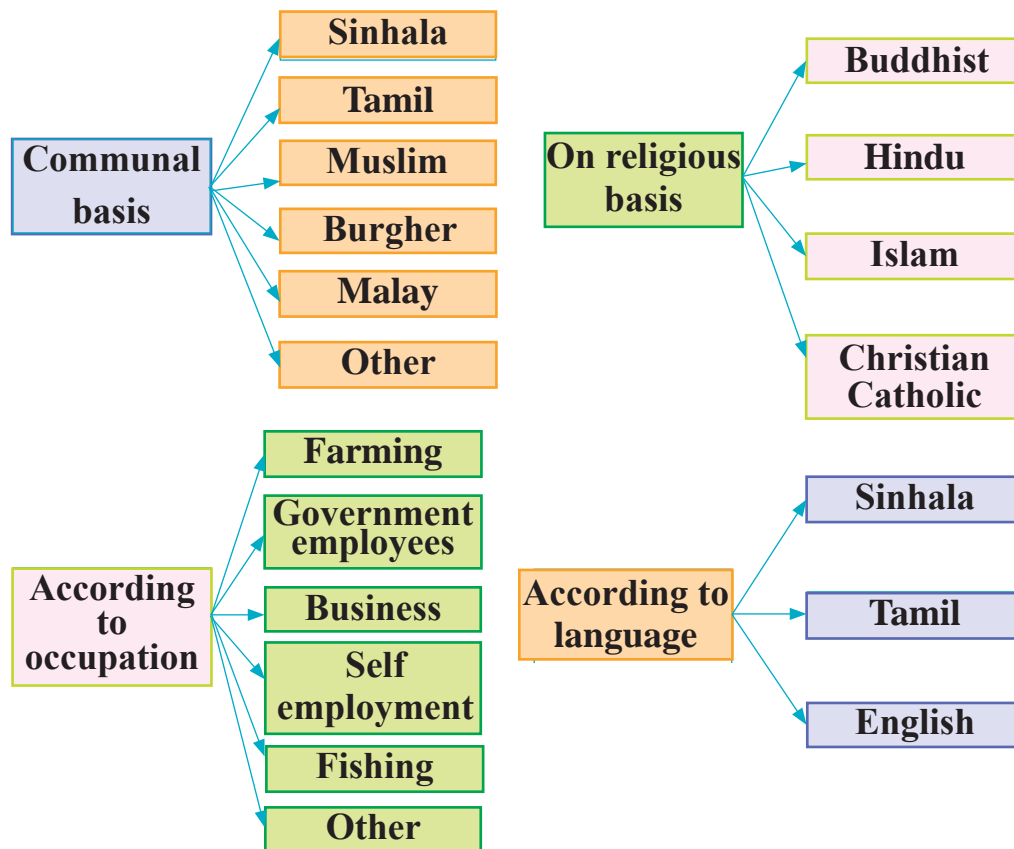 Communal
basis
Sinhala
Tamil
Muslim
Burgher
Malay
Other
On religious
basis
Buddhist
Hindu
Islam
Christian
Catholic
According
to
occupation
Farming
Government
employees
Business
Self
employment
Fishing
Other
According to
language
Sinhala
Tamil
English